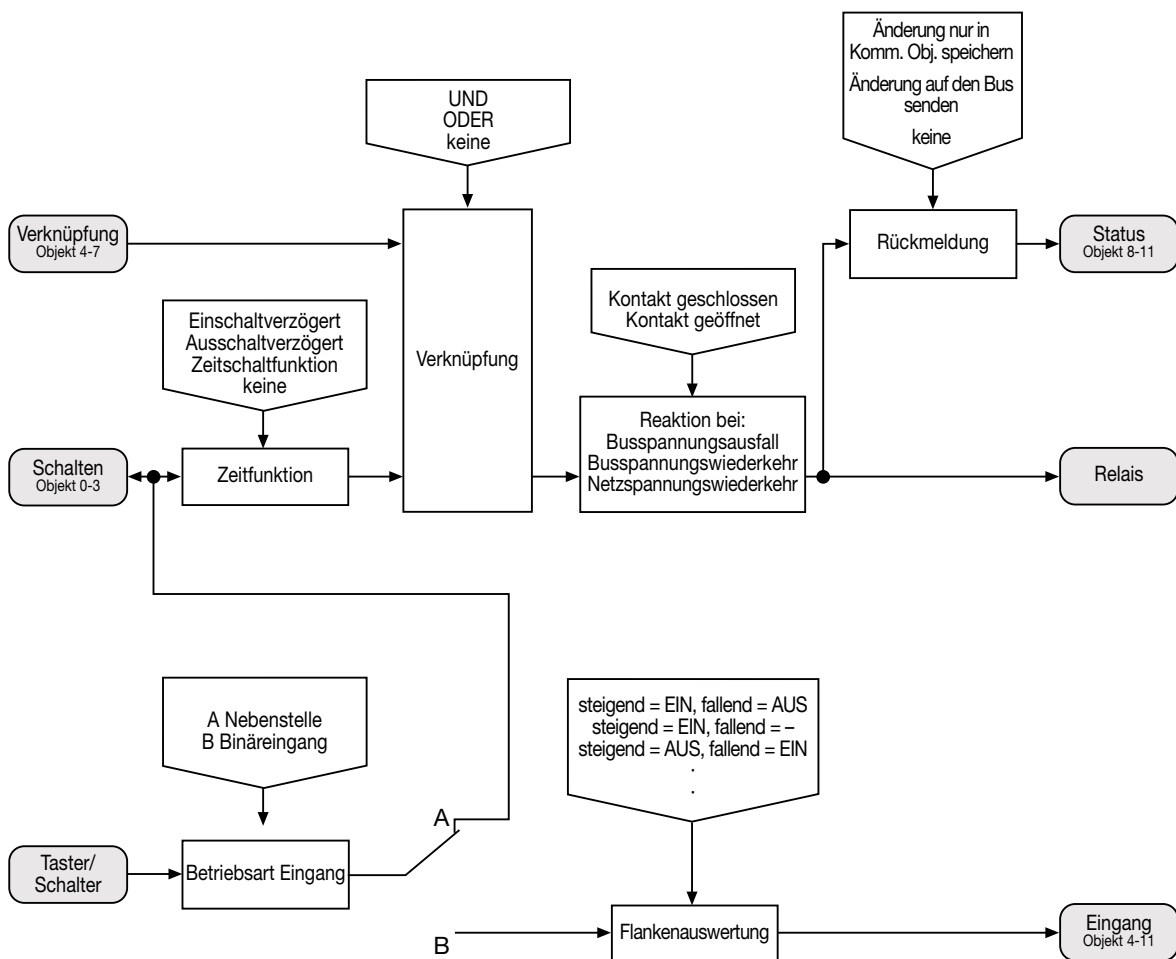 Änderung nur in
Komm. Obj. speichern
Änderung auf den Bus
senden
keine
UND
ODER
keine
Verknüpfung
Objekt 4-7
Rückmeldung
Status
Objekt 8-11
Einschaltverzögert
Ausschaltverzögert
Zeitschaltfunktion
keine
Verknüpfung
Kontakt geschlossen
Kontakt geöffnet
Schalten
Objekt 0-3
Zeitfunktion
Reaktion bei:
Busspannungsausfall
Busspannungswiederkehr
Netzspannungswiederkehr
Relais
A Nebenstelle
B Binäreingang
steigend = EIN, fallend = AUS
steigend = EIN, fallend = –
steigend = AUS, fallend = EIN
.
.
A
Taster/
Schalter
Betriebsart Eingang
B
Flankenauswertung
Eingang
Objekt 4-11